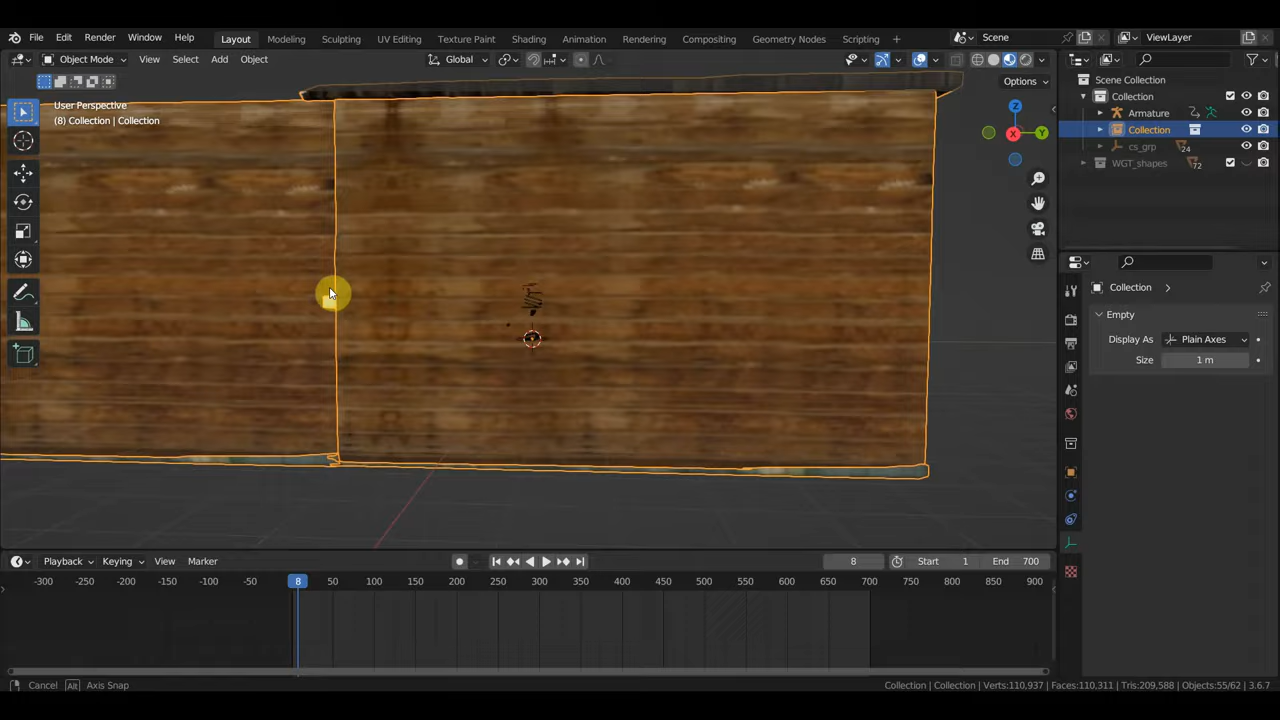 File Edit Render Window Help Layout Modeling Sculpting UV Editing Texture Paint Shading Animation Rendering Compositing Geometry Nodes Scripting + Scene ViewLayer
Object Mode View Select Add Object Global Options
User Perspective
(8) Collection | Collection
Z
X
Y
Scene Collection
Collection
Armature
Collection
cs_grp 24
WGT_shapes 72
Collection
Empty
Display As Plain Axes
Size 1 m
Playback Keying View Marker 8 Start 1 End 700
-300 -250 -200 -150 -100 -50 8 50 100 150 200 250 300 350 400 450 500 550 600 650 700 750 800 850 900
Cancel Alt Axis Snap Collection | Collection | Verts:110,937 | Faces:110,311 | Tris:209,588 | Objects:55/62 | 3.6.7